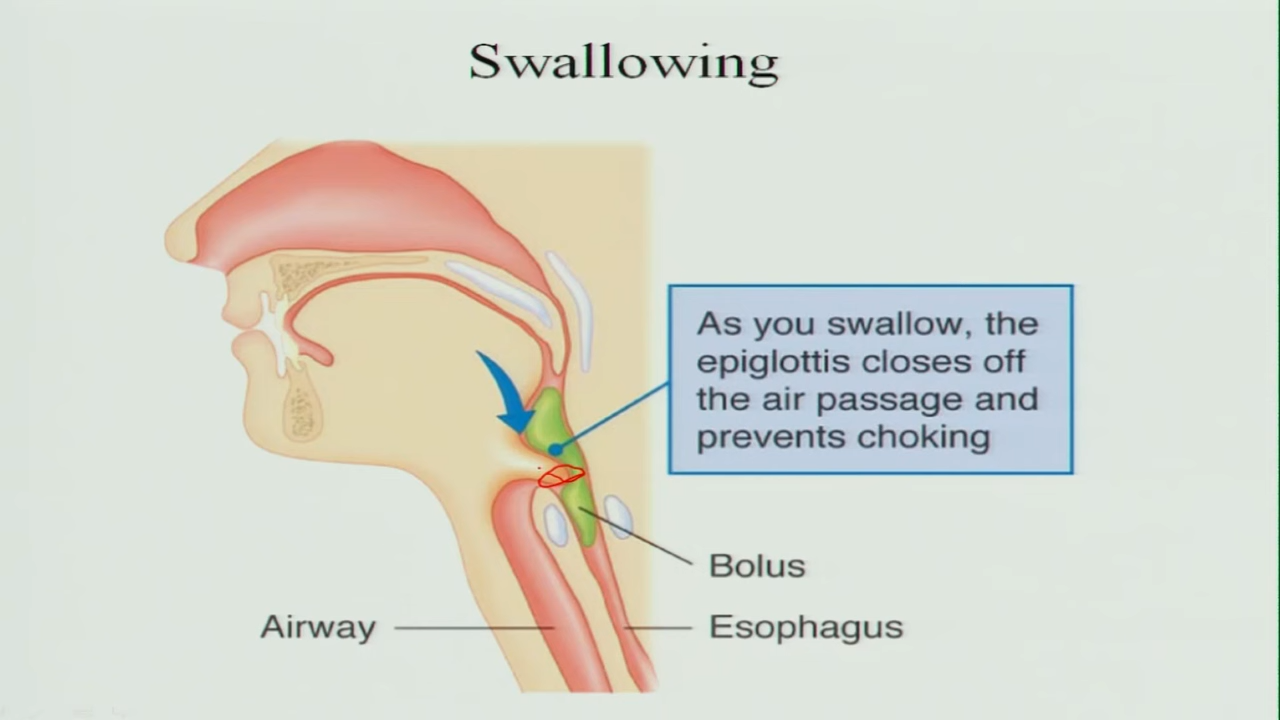 Swallowing
As you swallow, the
epiglottis closes off
the air passage and
prevents choking
Bolus
Airway
Esophagus